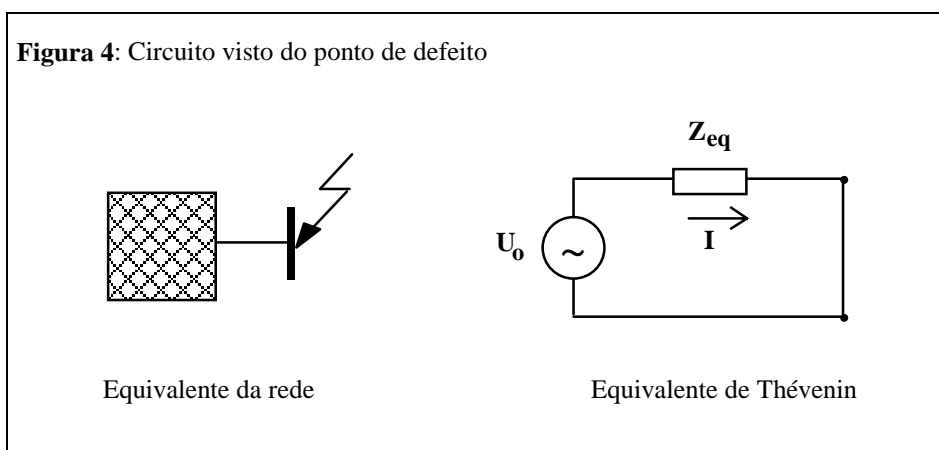 Figura 4: Circuito visto do ponto de defeito
Zeq
Uo
~
I
Equivalente da rede
Equivalente de Thévenin